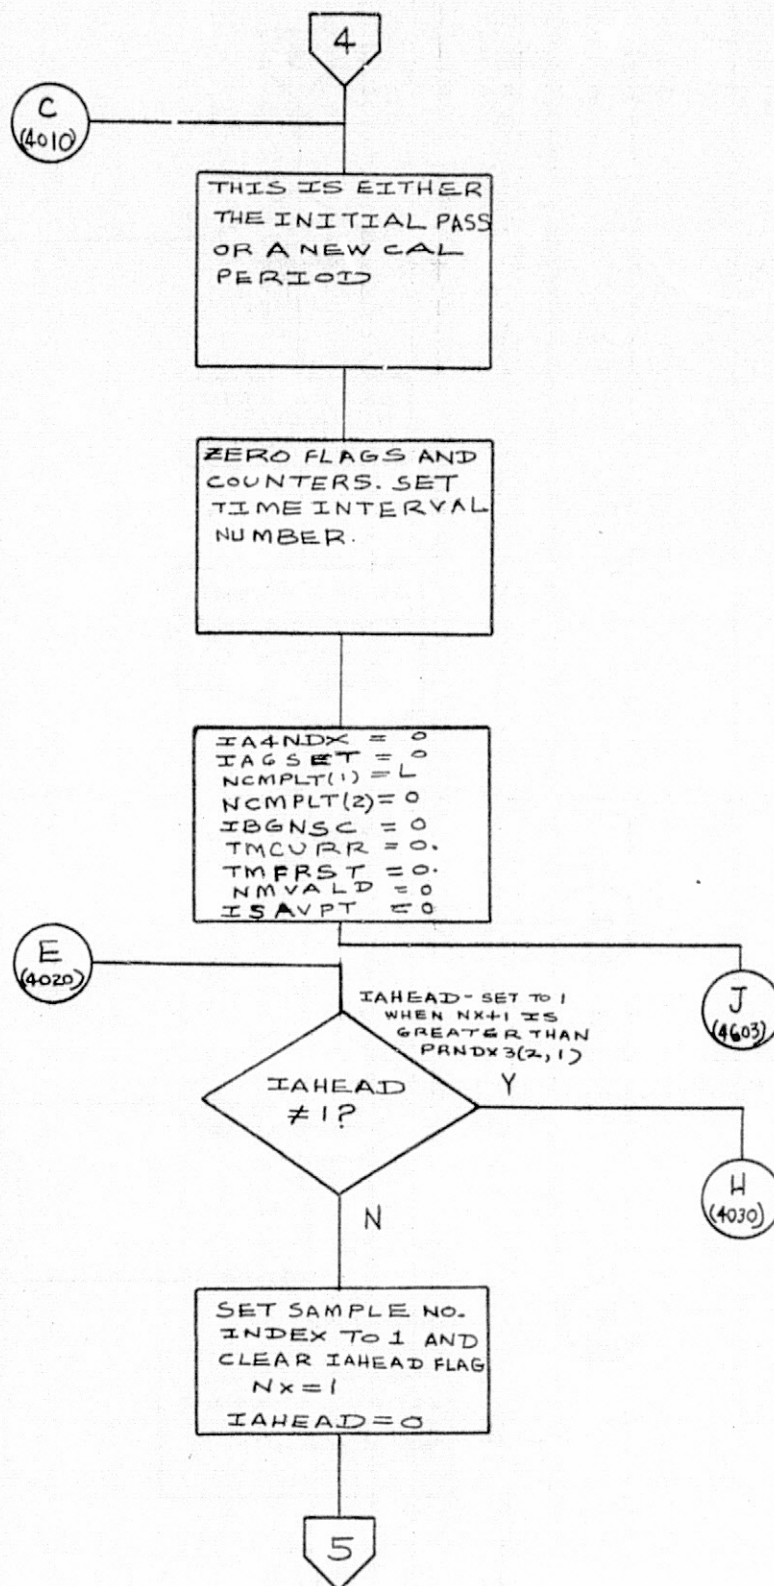 4
C
(4010)
THIS IS EITHER
THE INITIAL PASS
OR A NEW CAL
PERIOD
ZERO FLAGS AND
COUNTERS. SET
TIME INTERVAL
NUMBER.
IA4NDX = 0
IAGSET = 0
NCMPLT(1) = L
NCMPLT(2) = 0
IBGNSC = 0
TMCURR = 0.
TMFRST = 0.
NMVALD = 0
ISAVPT = 0
E
(4020)
J
(4603)
IAHEAD - SET TO 1
WHEN NX+1 IS
GREATER THAN
PRNDX3(2,1)
IAHEAD
≠ 1?
Y
H
(4030)
N
SET SAMPLE NO.
INDEX TO 1 AND
CLEAR IAHEAD FLAG
NX = 1
IAHEAD = 0
5